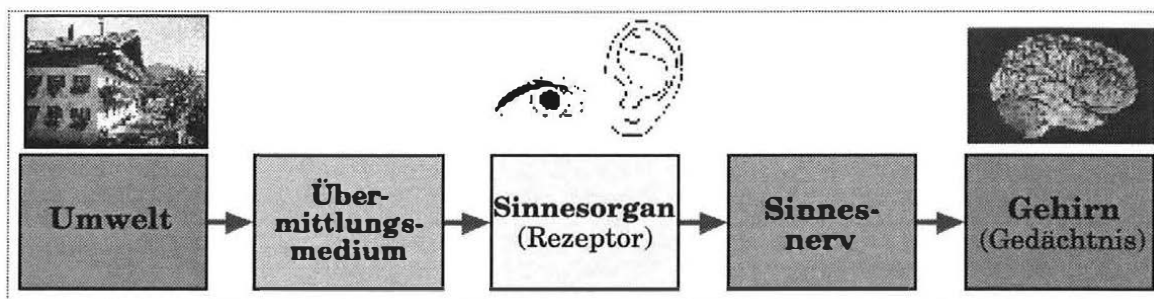 Umwelt
Über-
mittlungs-
medium
Sinnesorgan
(Rezeptor)
Sinnes-
nerv
Gehirn
(Gedächtnis)